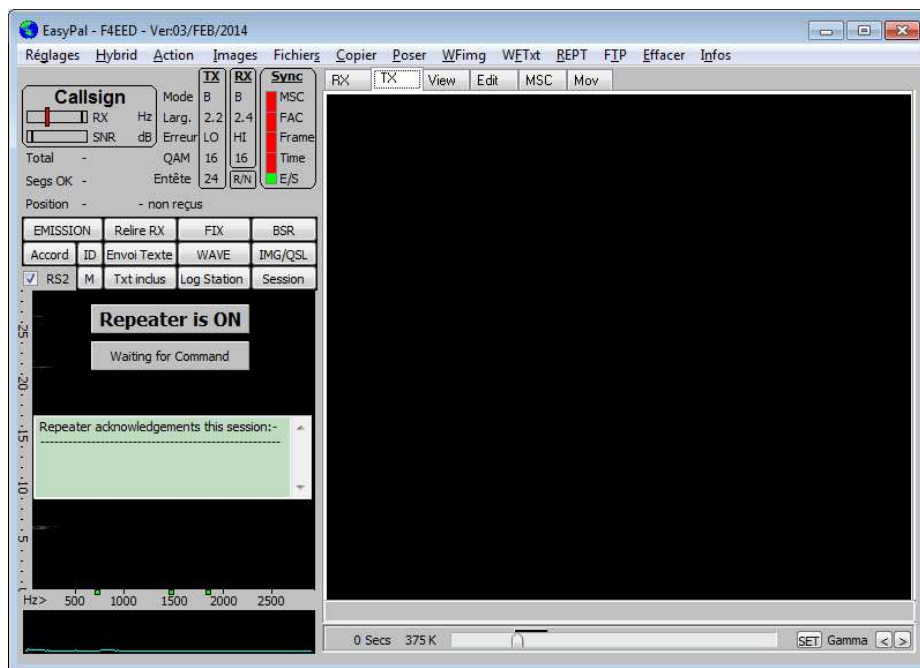 EasyPal - F4EED - Ver:03/FEB/2014
Réglages Hybrid Action Images Fichiers Copier Poser WFimg WFTxt REPT FTP Effacer Infos
TX RX Sync
RX TX View Edit MSC Mov
Callsign Mode B B MSC
RX Hz Larg. 2.2 2.4 FAC
SNR dB Erreur LO HI Frame
Total - QAM 16 16 Time
Segs OK - Entête 24 R/N E/S
Position - - non reçus
EMISSION Relire RX FIX BSR
Accord ID Envoi Texte WAVE IMG/QSL
RS2 M Txt inclus Log Station Session
Repeater is ON
Waiting for Command
Repeater acknowledgements this session:-
------------------------------------------------------------
25
20
15
10
5
Hz> 500 1000 1500 2000 2500
0 Secs 375 K SET Gamma < >